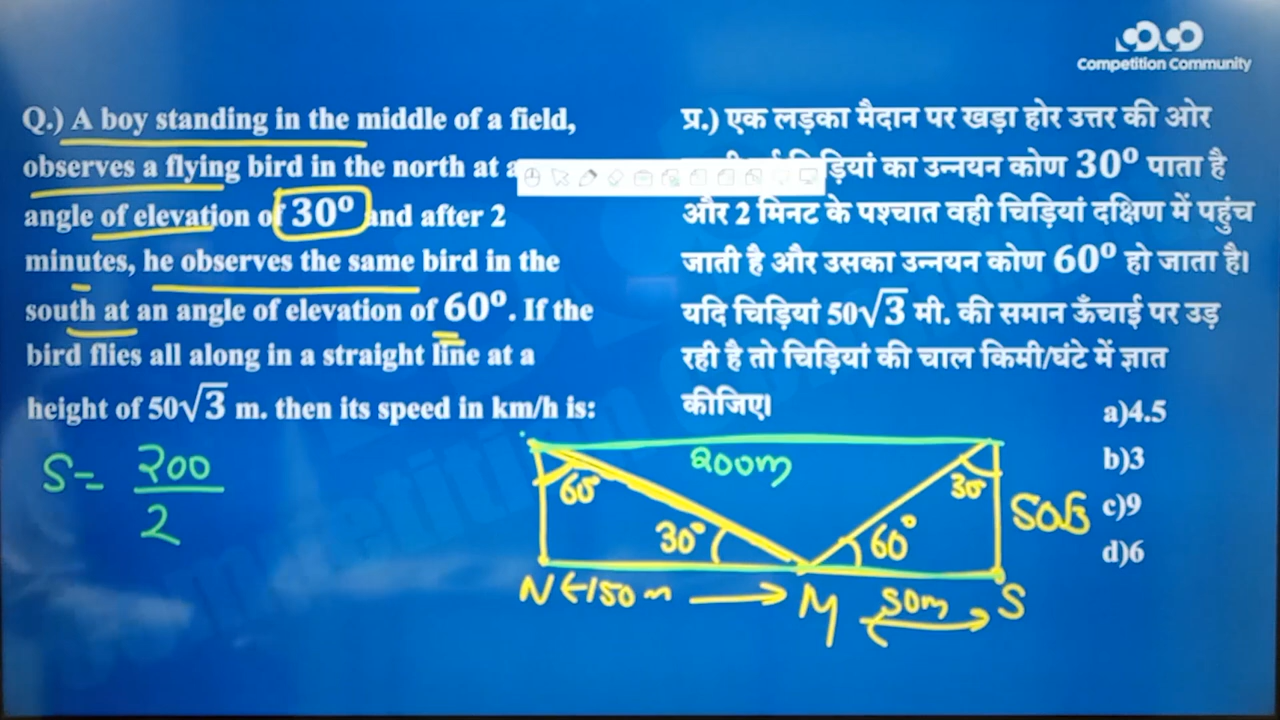 Competition Community
Q.) A boy standing in the middle of a field,
observes a flying bird in the north at a
angle of elevation of 30⁰ and after 2
minutes, he observes the same bird in the
south at an angle of elevation of 60⁰. If the
bird flies all along in a straight line at a
height of 50√3 m. then its speed in km/h is:
प्र.) एक लड़का मैदान पर खड़ा होर उत्तर की ओर
का उन्नयन कोण 30⁰ पाता है
और 2 मिनट के पश्चात वही चिड़ियां दक्षिण में पहुंच
जाती है और उसका उन्नयन कोण 60⁰ हो जाता है।
यदि चिड़ियां 50√3 मी. की समान ऊँचाई पर उड़
रही है तो चिड़ियां की चाल किमी/घंटे में ज्ञात
कीजिए।
a)4.5
b)3
c)9
d)6
S = 200
2
200m
60° 30°
30° 60° 50√3
N ←150m → M 50m → S